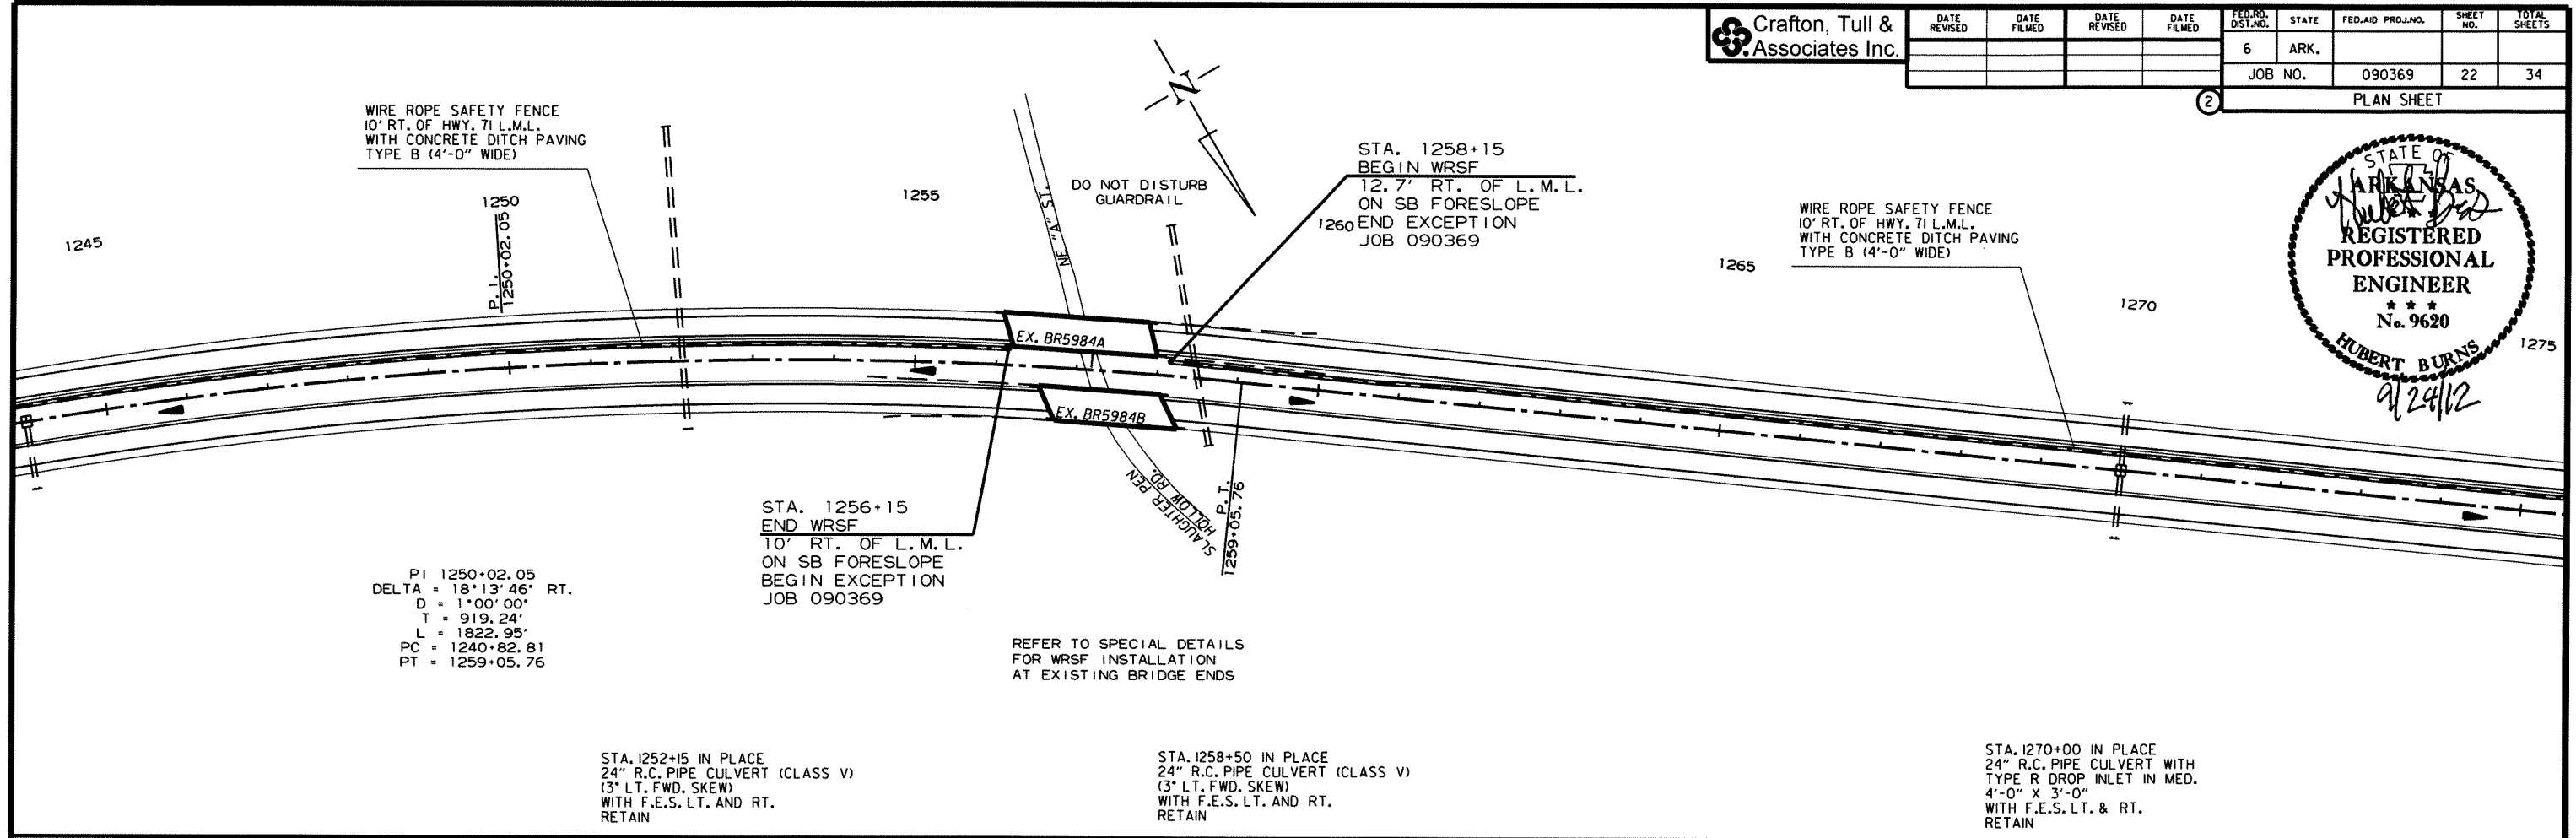 Crafton, Tull &
Associates Inc.
DATE REVISED
DATE FILMED
DATE REVISED
DATE FILMED
FED.RD. DIST.NO.
STATE
FED.AID PROJ.NO.
SHEET NO.
TOTAL SHEETS
6
ARK.
JOB NO.
090369
22
34
2
PLAN SHEET
WIRE ROPE SAFETY FENCE
10' RT. OF HWY. 71 L.M.L.
WITH CONCRETE DITCH PAVING
TYPE B (4'-0" WIDE)
1245
1250
P.I.
1250+02.05
1255
NE "A" ST.
N
DO NOT DISTURB
GUARDRAIL
STA. 1258+15
BEGIN WRSF
12.7' RT. OF L.M.L.
ON SB FORESLOPE
END EXCEPTION
JOB 090369
1260
1265
WIRE ROPE SAFETY FENCE
10' RT. OF HWY. 71 L.M.L.
WITH CONCRETE DITCH PAVING
TYPE B (4'-0" WIDE)
1270
1275
STATE OF
ARKANSAS
REGISTERED
PROFESSIONAL
ENGINEER
* * *
No. 9620
HUBERT BURNS
9/24/12
EX. BR5984A
EX. BR5984B
SLAUGHTER PEN
HOLLOW RD.
P.T.
1259+05.76
STA. 1256+15
END WRSF
10' RT. OF L.M.L.
ON SB FORESLOPE
BEGIN EXCEPTION
JOB 090369
PI 1250+02.05
DELTA = 18°13'46" RT.
D = 1°00'00"
T = 919.24'
L = 1822.95'
PC = 1240+82.81
PT = 1259+05.76
REFER TO SPECIAL DETAILS
FOR WRSF INSTALLATION
AT EXISTING BRIDGE ENDS
STA. 1252+15 IN PLACE
24" R.C. PIPE CULVERT (CLASS V)
(3° LT. FWD. SKEW)
WITH F.E.S. LT. AND RT.
RETAIN
STA. 1258+50 IN PLACE
24" R.C. PIPE CULVERT (CLASS V)
(3° LT. FWD. SKEW)
WITH F.E.S. LT. AND RT.
RETAIN
STA. 1270+00 IN PLACE
24" R.C. PIPE CULVERT WITH
TYPE R DROP INLET IN MED.
4'-0" X 3'-0"
WITH F.E.S. LT. & RT.
RETAIN